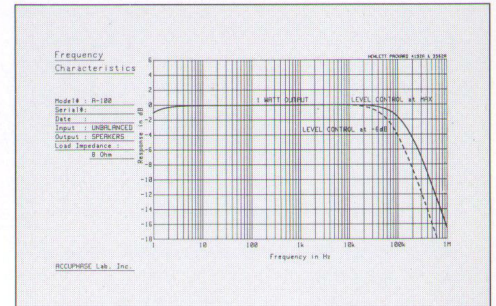 Frequency
Characteristics
HEWLETT PACKARD 4192A & 3562A
Model# : A-100
Serial#:
Date :
Input : UNBALANCED
Output : SPEAKERS
Load Impedance :
8 Ohm
Response in dB
6
4
2
0
-2
-4
-6
-8
-10
-12
-14
-16
-18
1 WATT OUTPUT
LEVEL CONTROL at MAX
LEVEL CONTROL at -6dB
1
10
100
1k
10k
100k
1M
Frequency in Hz
ACCUPHASE Lab. Inc.